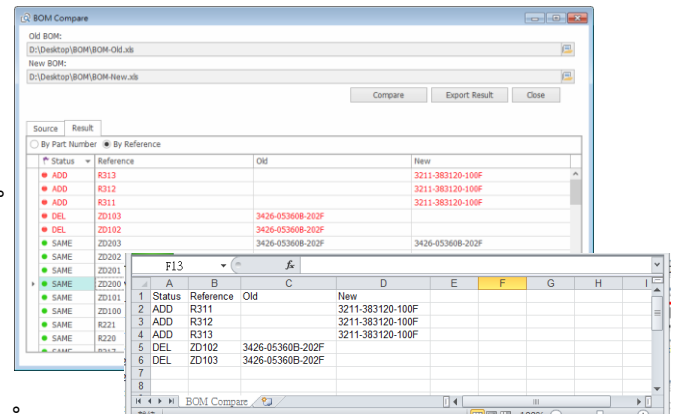 BOM Compare
Old BOM:
D:\Desktop\BOM\BOM-Old.xls
New BOM:
D:\Desktop\BOM\BOM-New.xls
Compare Export Result Close
Source Result
By Part Number By Reference
Status Reference Old New
ADD R313 3211-383120-100F
ADD R312 3211-383120-100F
ADD R311 3211-383120-100F
DEL ZD103 3426-05360B-202F
DEL ZD102 3426-05360B-202F
SAME ZD203 3426-05360B-202F 3426-05360B-202F
SAME ZD202
SAME ZD201
SAME ZD200
SAME ZD101
SAME ZD100
SAME R221
SAME R220
SAME R217
F13 fx
A B C D E F G H I
1 Status Reference Old New
2 ADD R311 3211-383120-100F
3 ADD R312 3211-383120-100F
4 ADD R313 3211-383120-100F
5 DEL ZD102 3426-05360B-202F
6 DEL ZD103 3426-05360B-202F
7
8
BOM Compare
100%